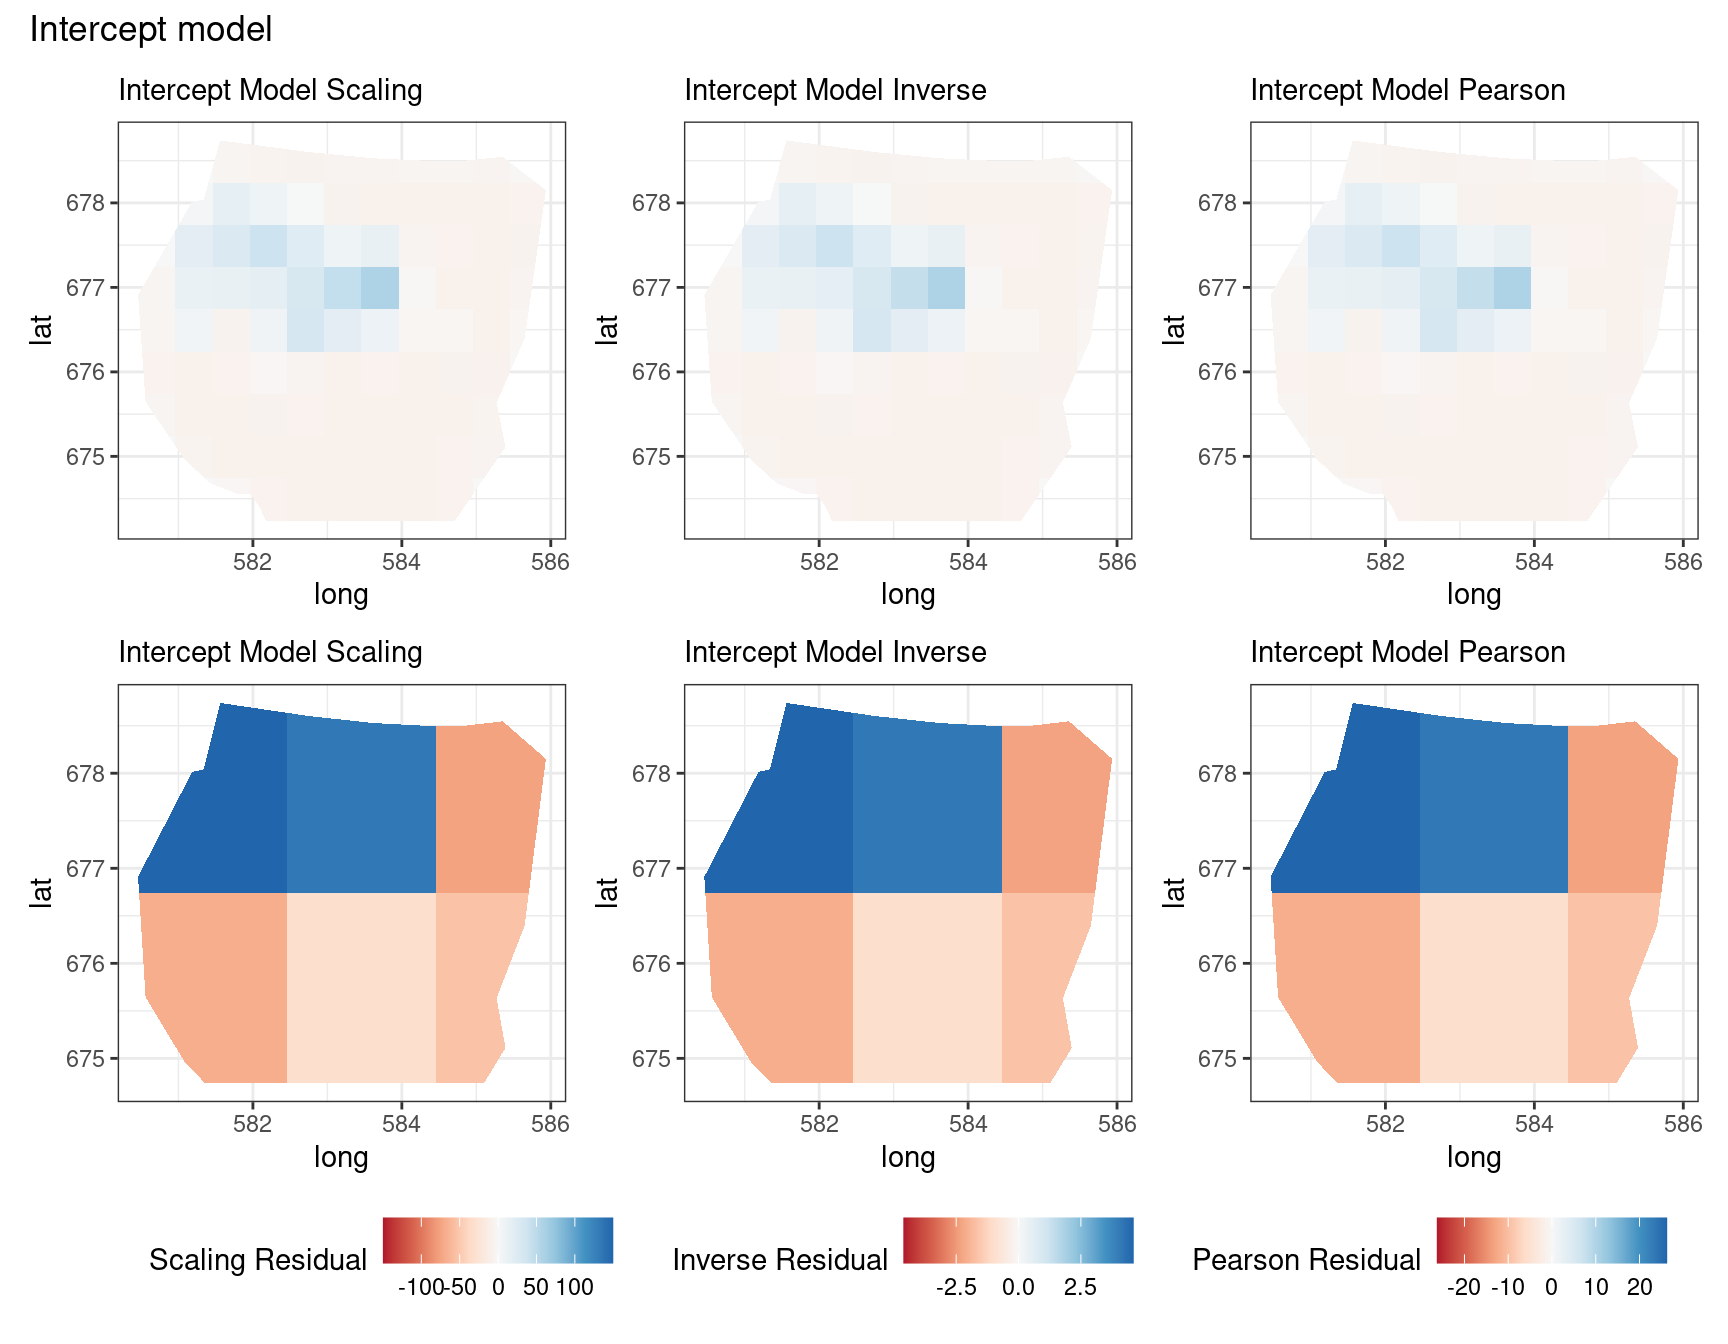 Intercept model
Intercept Model Scaling
Intercept Model Inverse
Intercept Model Pearson
lat
678
677
676
675
582 584 586
long
lat
678
677
676
675
582 584 586
long
lat
678
677
676
675
582 584 586
long
Intercept Model Scaling
Intercept Model Inverse
Intercept Model Pearson
lat
678
677
676
675
582 584 586
long
lat
678
677
676
675
582 584 586
long
lat
678
677
676
675
582 584 586
long
Scaling Residual
-100 -50 0 50 100
Inverse Residual
-2.5 0.0 2.5
Pearson Residual
-20 -10 0 10 20